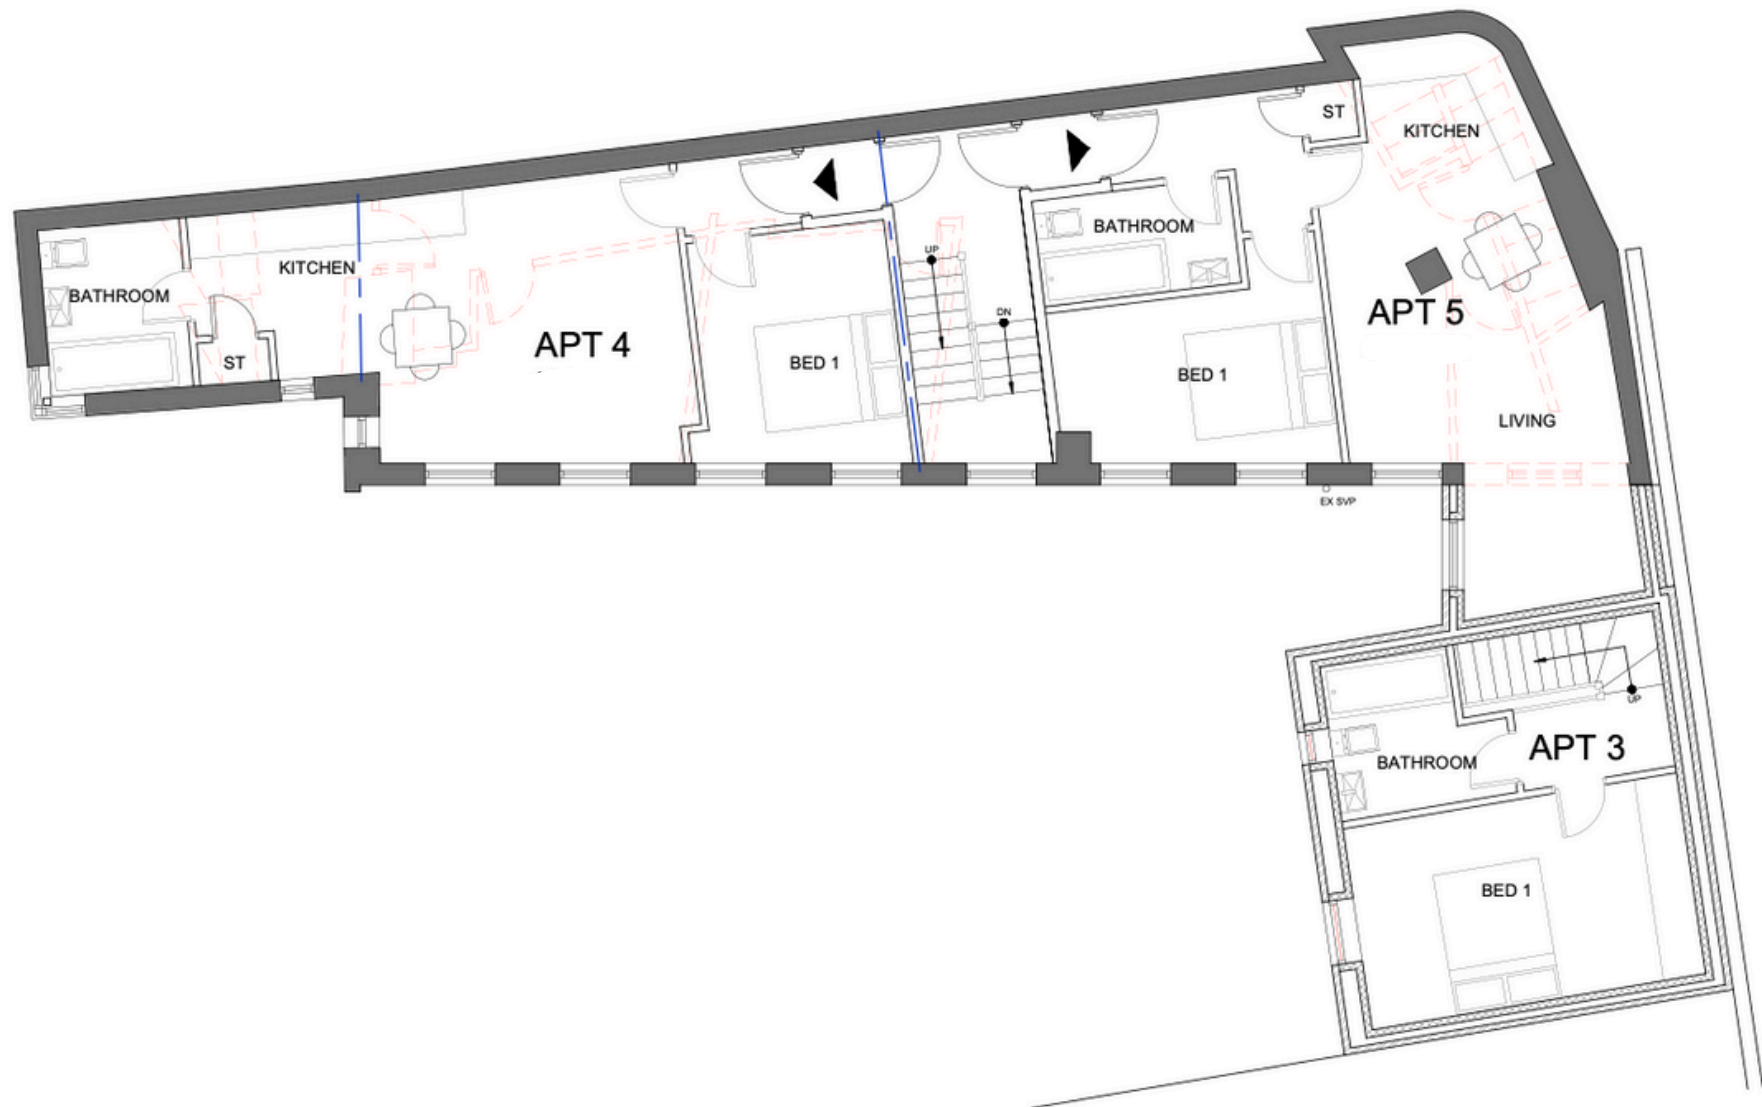 ST
KITCHEN
BATHROOM
UP
KITCHEN
BATHROOM
DN
APT 5
APT 4
ST
BED 1
BED 1
LIVING
EX SVP
UP
APT 3
BATHROOM
BED 1